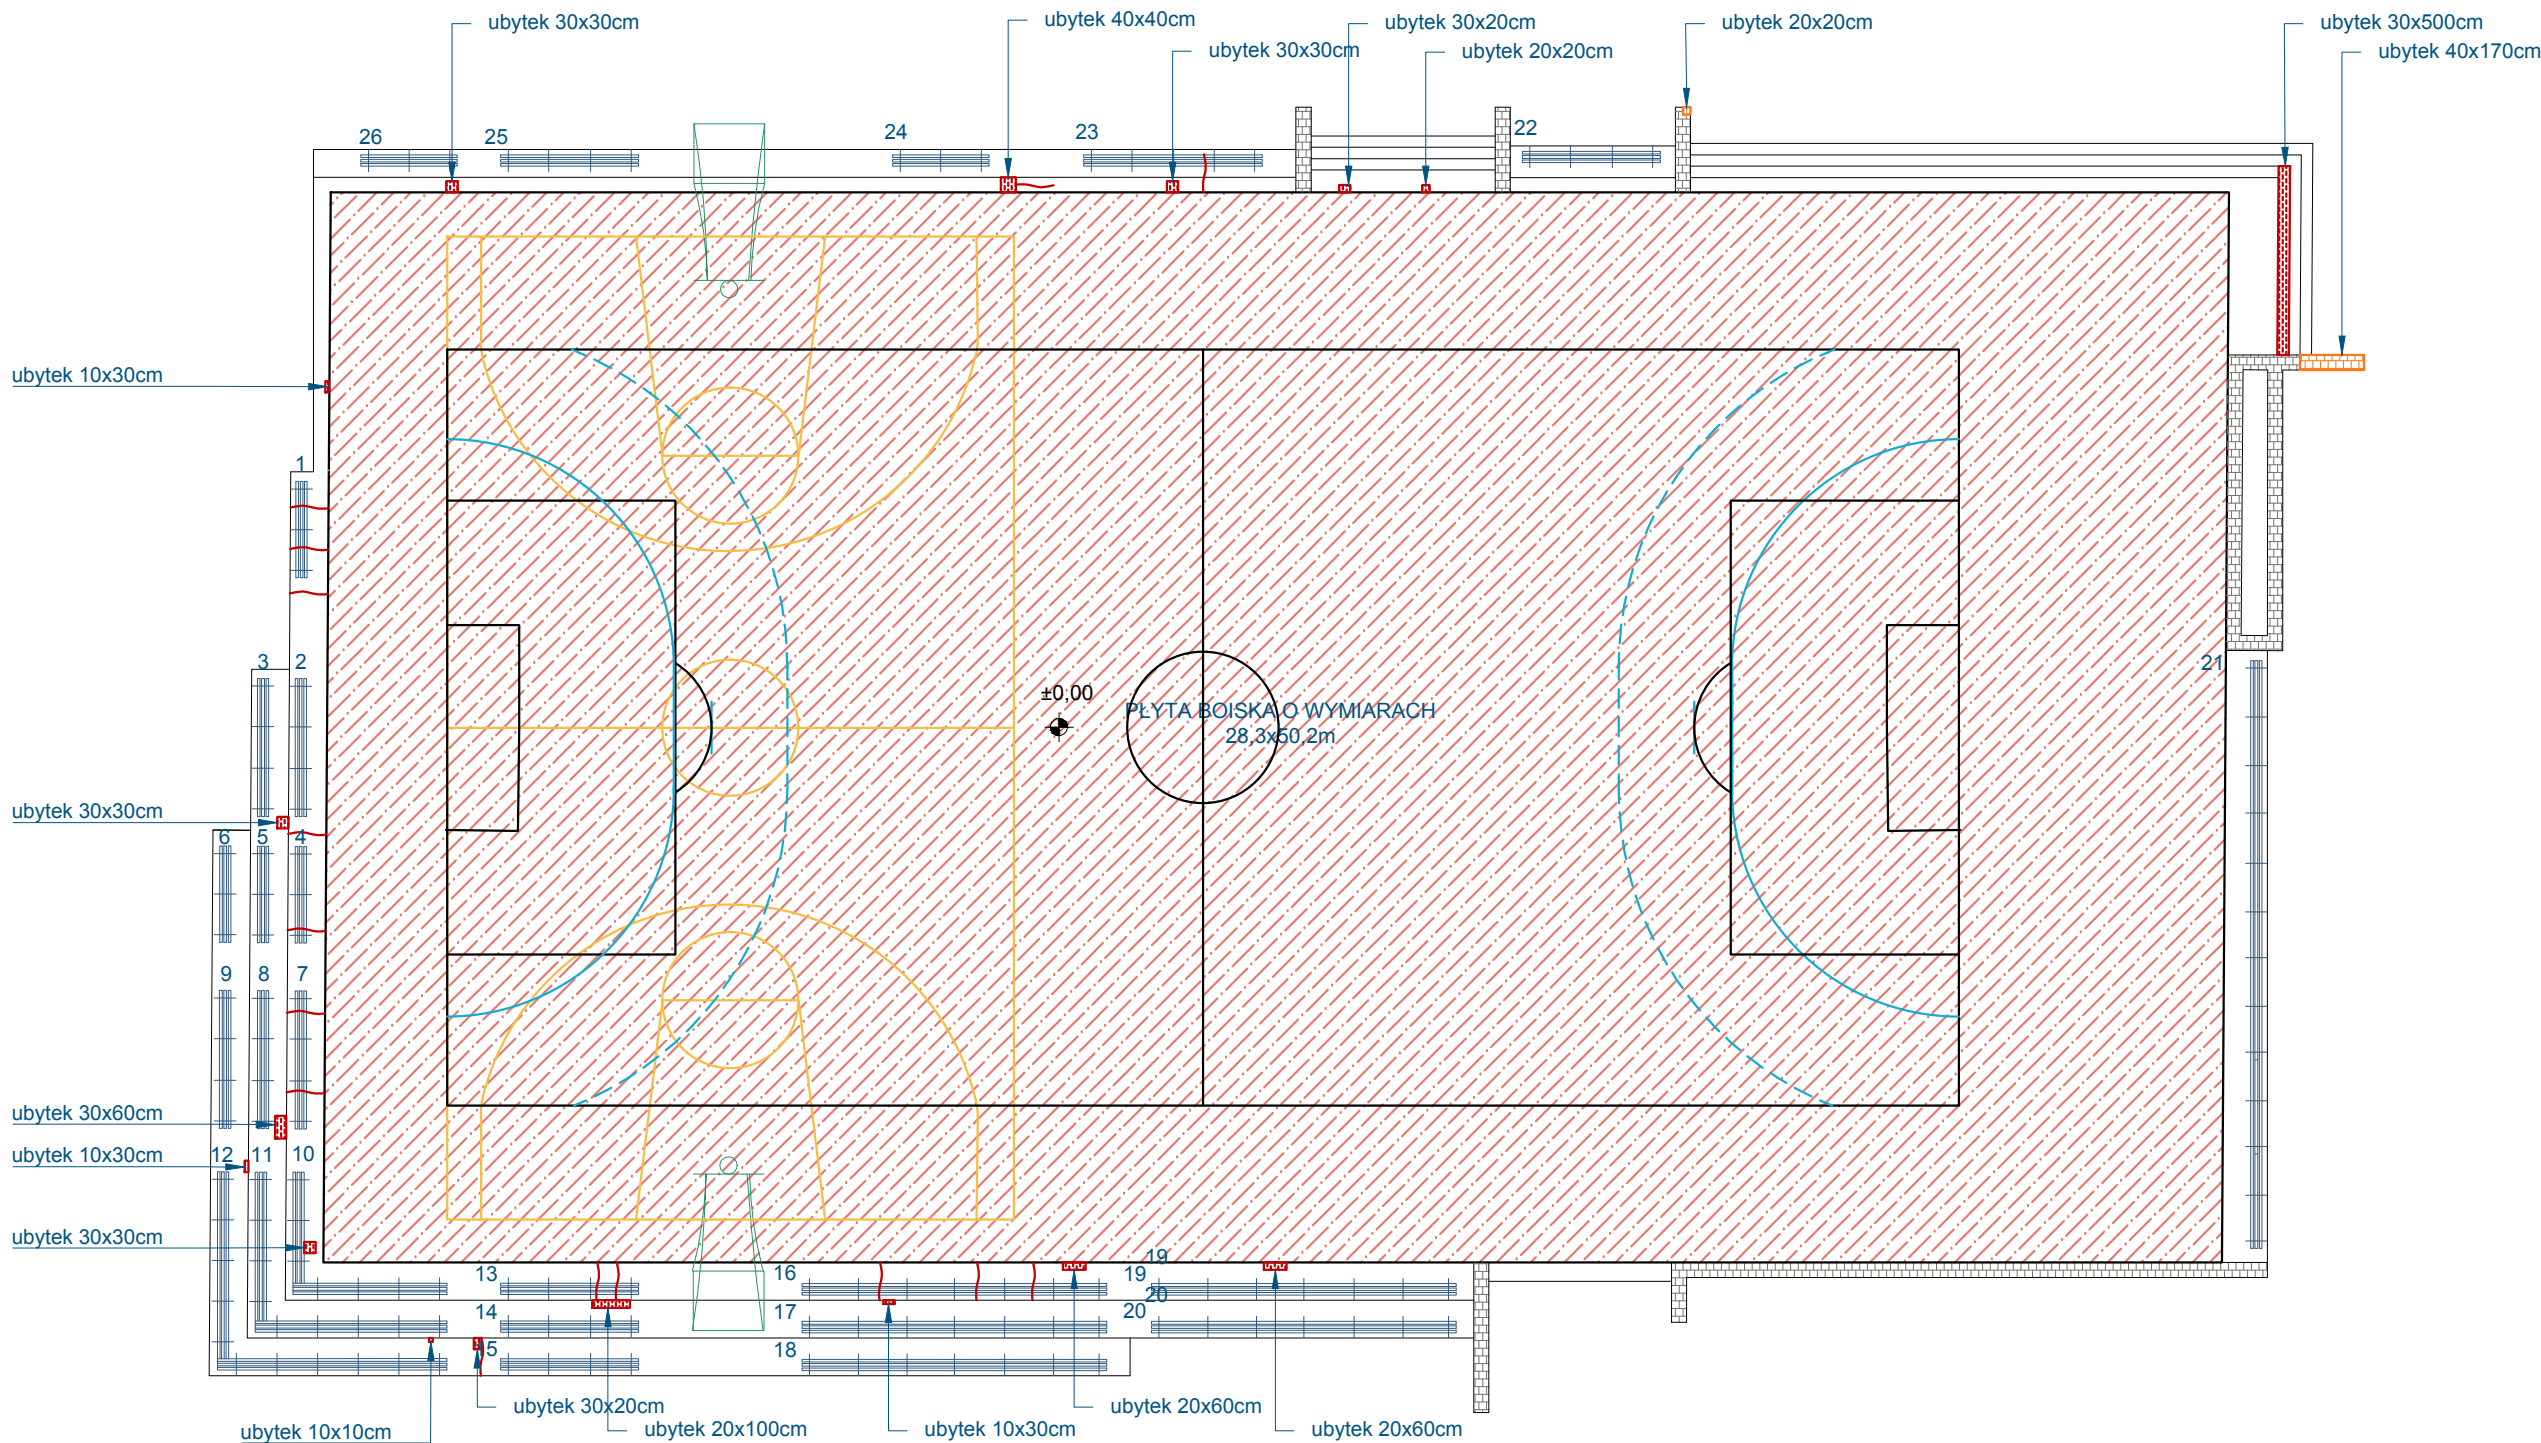 ubytek 30x30cm
ubytek 40x40cm
ubytek 30x20cm
ubytek 20x20cm
ubytek 30x500cm
ubytek 30x30cm
ubytek 20x20cm
ubytek 40x170cm
26
25
24
23
22
ubytek 10x30cm
1
3
2
21
±0,00
PŁYTA BOISKA O WYMIARACH
28,3x50,2m
ubytek 30x30cm
6
5
4
9
8
7
ubytek 30x60cm
ubytek 10x30cm
12
11
10
ubytek 30x30cm
13
16
19
19
14
17
20
20
15
18
ubytek 10x10cm
ubytek 30x20cm
ubytek 20x100cm
ubytek 10x30cm
ubytek 20x60cm
ubytek 20x60cm